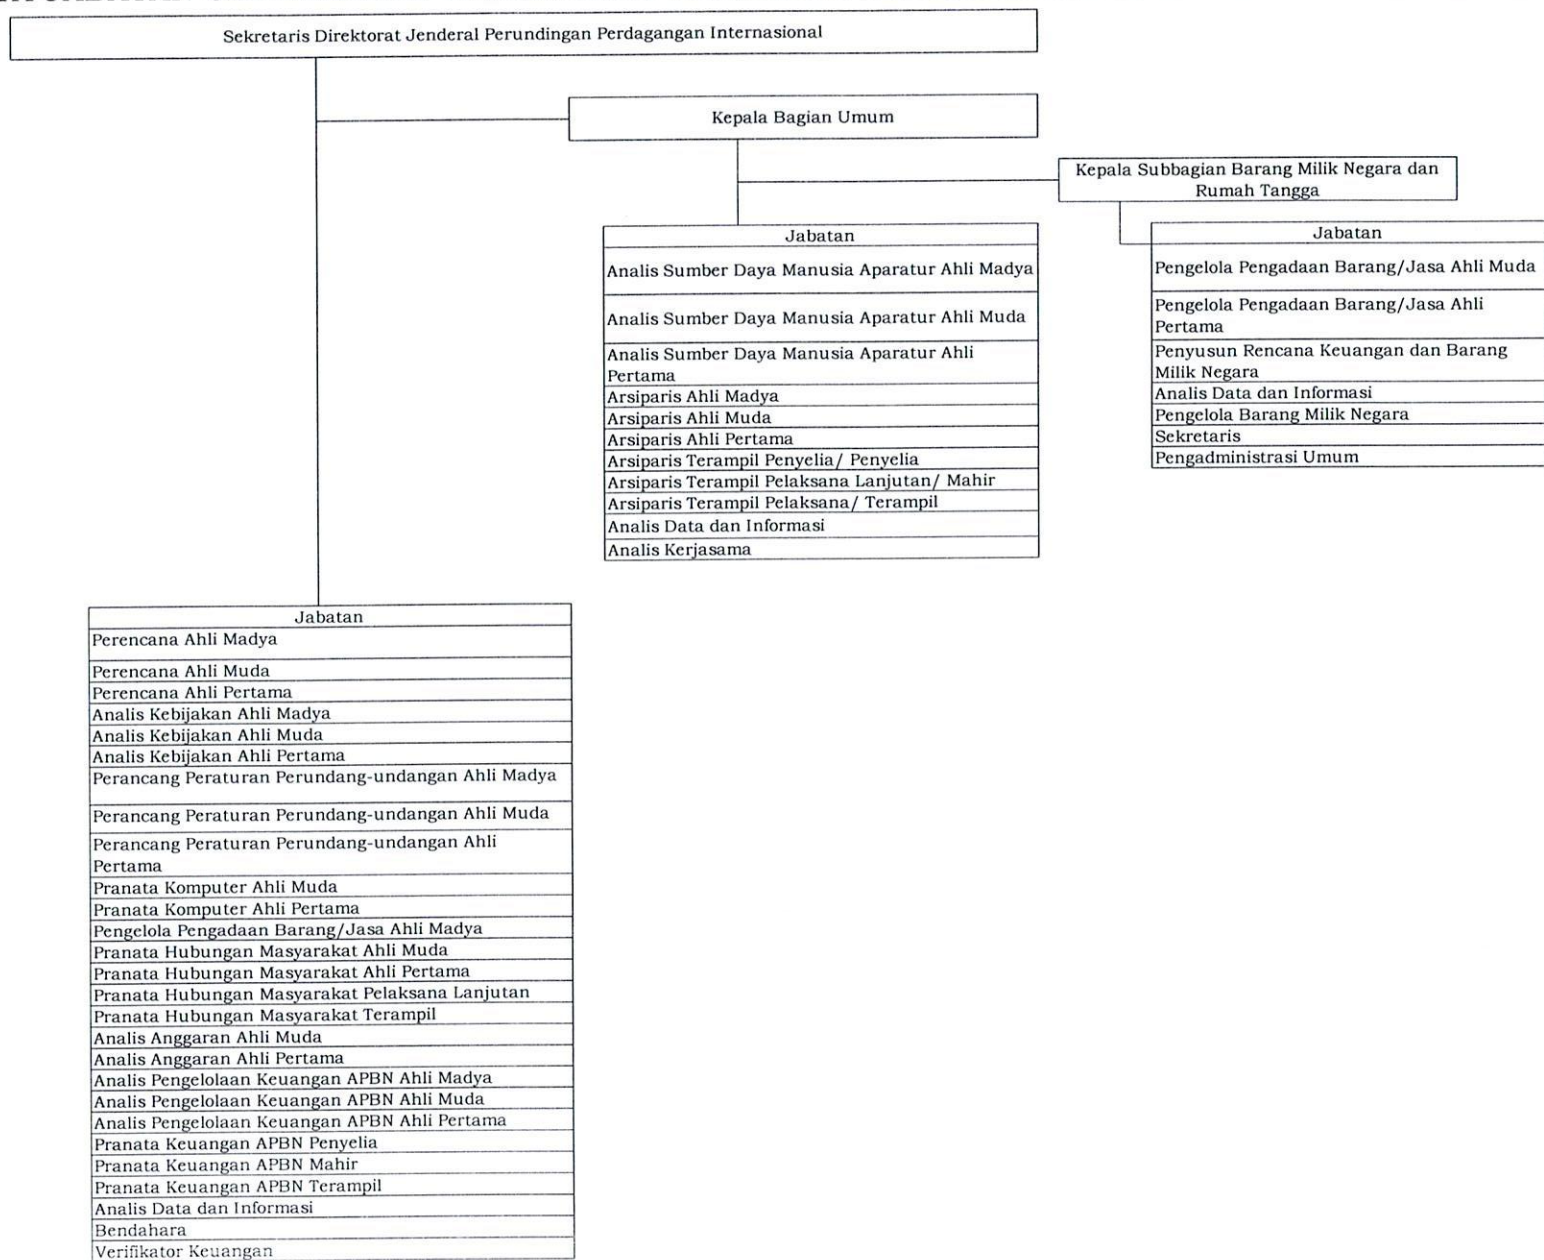 Sekretaris Direktorat Jenderal Perundingan Perdagangan Internasional
Kepala Bagian Umum
Kepala Subbagian Barang Milik Negara dan
Rumah Tangga
Jabatan
Analis Sumber Daya Manusia Aparatur Ahli Madya
Analis Sumber Daya Manusia Aparatur Ahli Muda
Analis Sumber Daya Manusia Aparatur Ahli
Pertama
Arsiparis Ahli Madya
Arsiparis Ahli Muda
Arsiparis Ahli Pertama
Arsiparis Terampil Penyelia/ Penyelia
Arsiparis Terampil Pelaksana Lanjutan/ Mahir
Arsiparis Terampil Pelaksana/ Terampil
Analis Data dan Informasi
Analis Kerjasama
Jabatan
Pengelola Pengadaan Barang/Jasa Ahli Muda
Pengelola Pengadaan Barang/Jasa Ahli
Pertama
Penyusun Rencana Keuangan dan Barang
Milik Negara
Analis Data dan Informasi
Pengelola Barang Milik Negara
Sekretaris
Pengadministrasi Umum
Jabatan
Perencana Ahli Madya
Perencana Ahli Muda
Perencana Ahli Pertama
Analis Kebijakan Ahli Madya
Analis Kebijakan Ahli Muda
Analis Kebijakan Ahli Pertama
Perancang Peraturan Perundang-undangan Ahli Madya
Perancang Peraturan Perundang-undangan Ahli Muda
Perancang Peraturan Perundang-undangan Ahli
Pertama
Pranata Komputer Ahli Muda
Pranata Komputer Ahli Pertama
Pengelola Pengadaan Barang/Jasa Ahli Madya
Pranata Hubungan Masyarakat Ahli Muda
Pranata Hubungan Masyarakat Ahli Pertama
Pranata Hubungan Masyarakat Pelaksana Lanjutan
Pranata Hubungan Masyarakat Terampil
Analis Anggaran Ahli Muda
Analis Anggaran Ahli Pertama
Analis Pengelolaan Keuangan APBN Ahli Madya
Analis Pengelolaan Keuangan APBN Ahli Muda
Analis Pengelolaan Keuangan APBN Ahli Pertama
Pranata Keuangan APBN Penyelia
Pranata Keuangan APBN Mahir
Pranata Keuangan APBN Terampil
Analis Data dan Informasi
Bendahara
Verifikator Keuangan